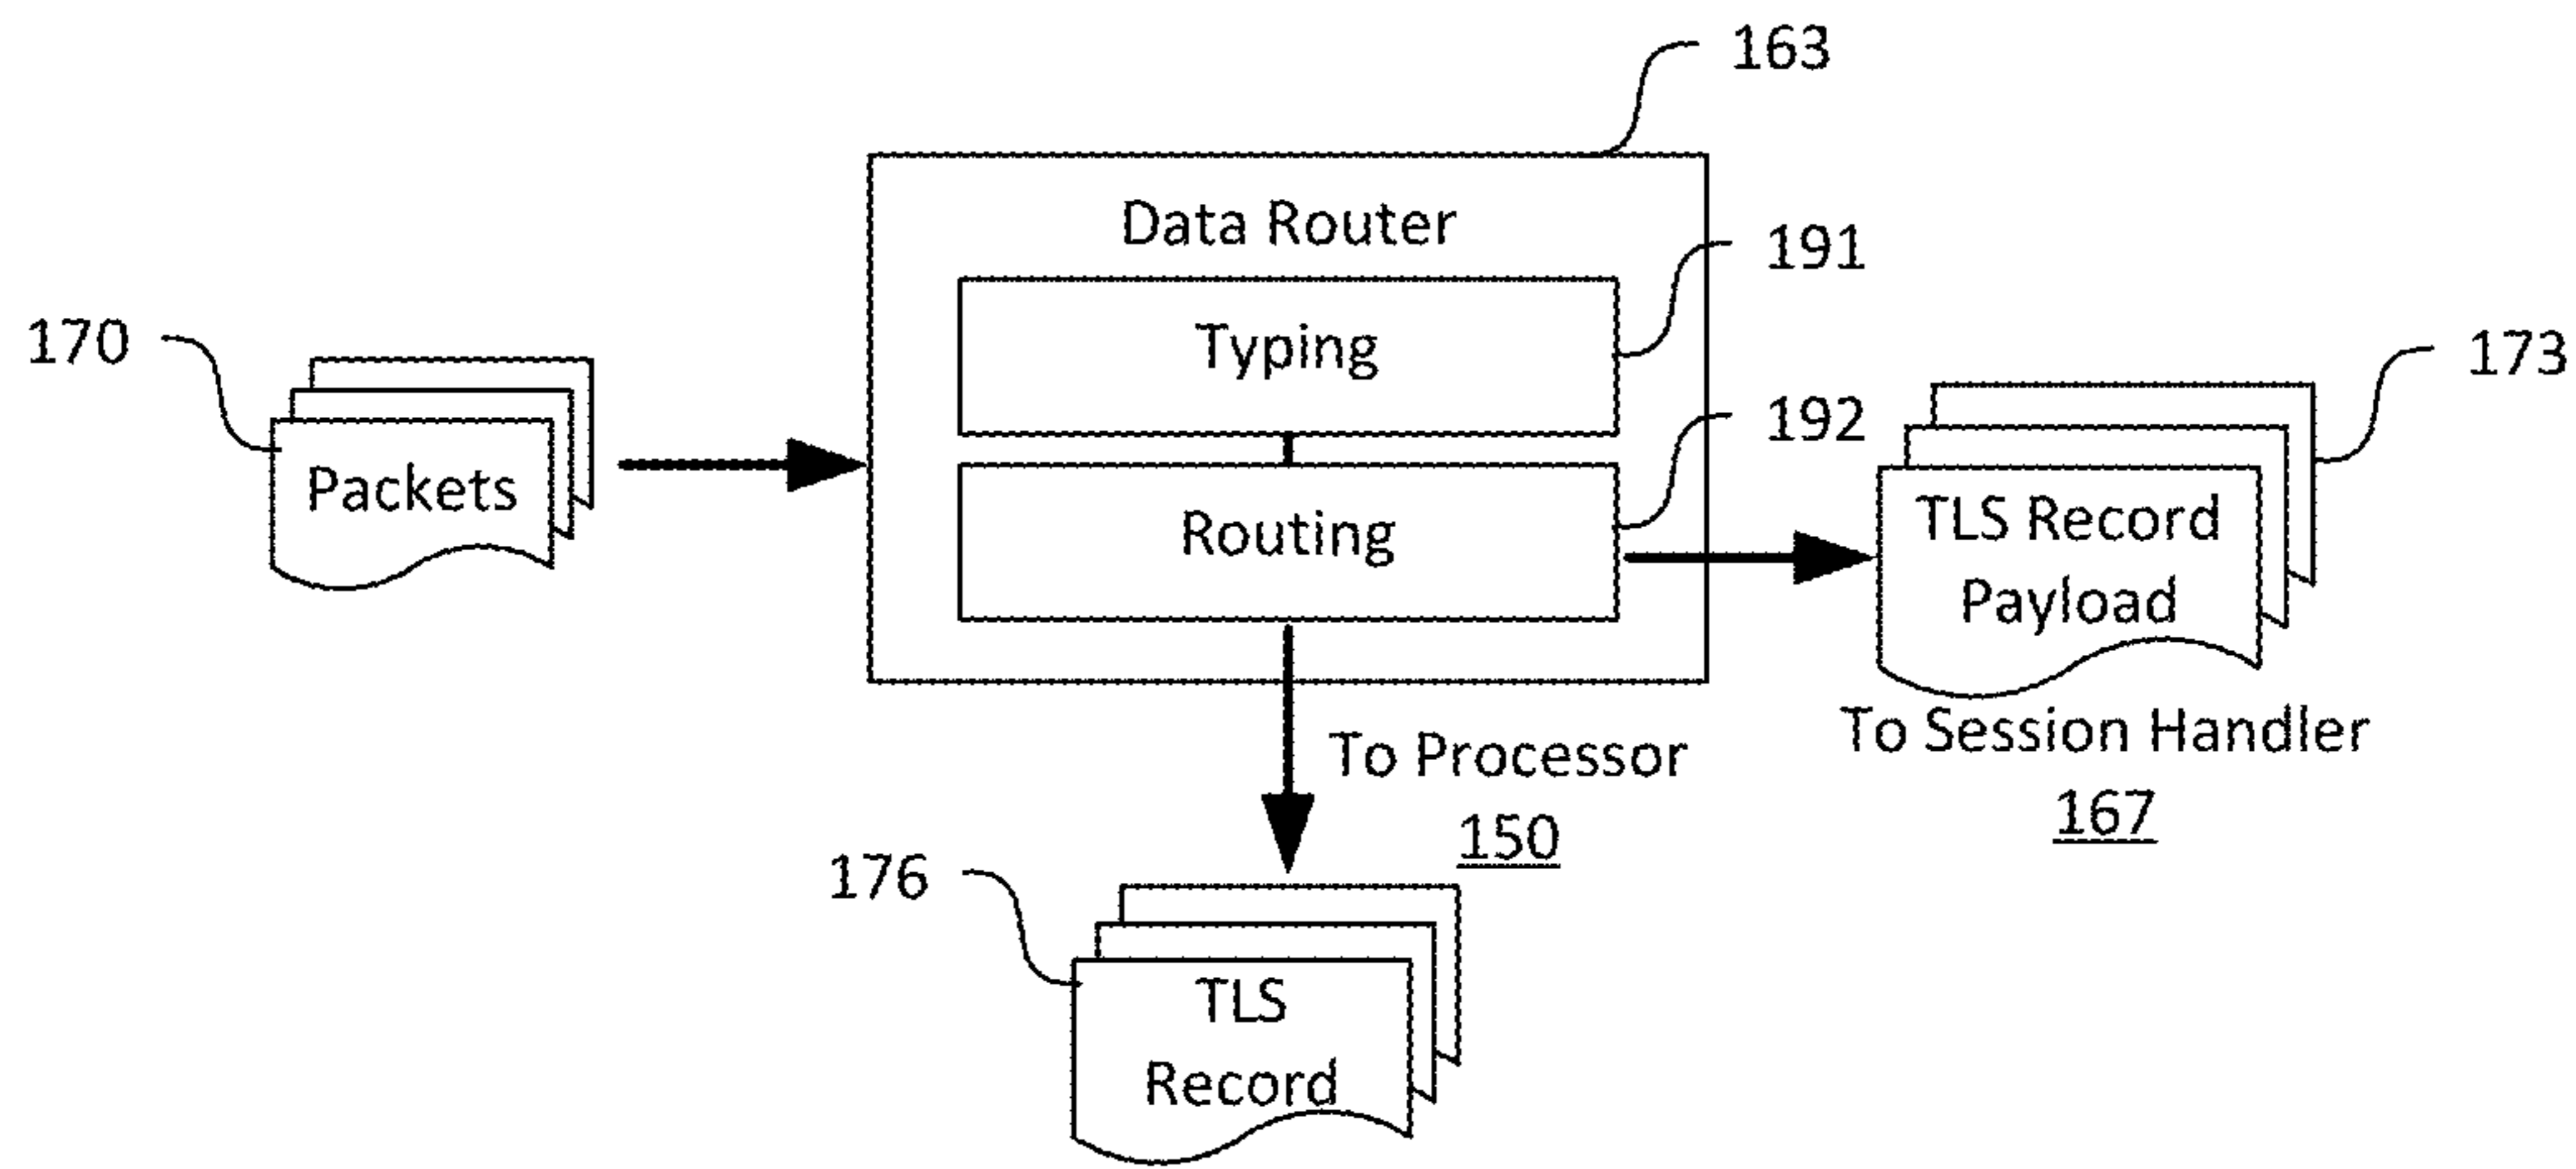 163
Data Router
191
Typing
170
173
192
Packets
TLS Record
Payload
Routing
To Session Handler
167
To Processor
150
176
TLS
Record